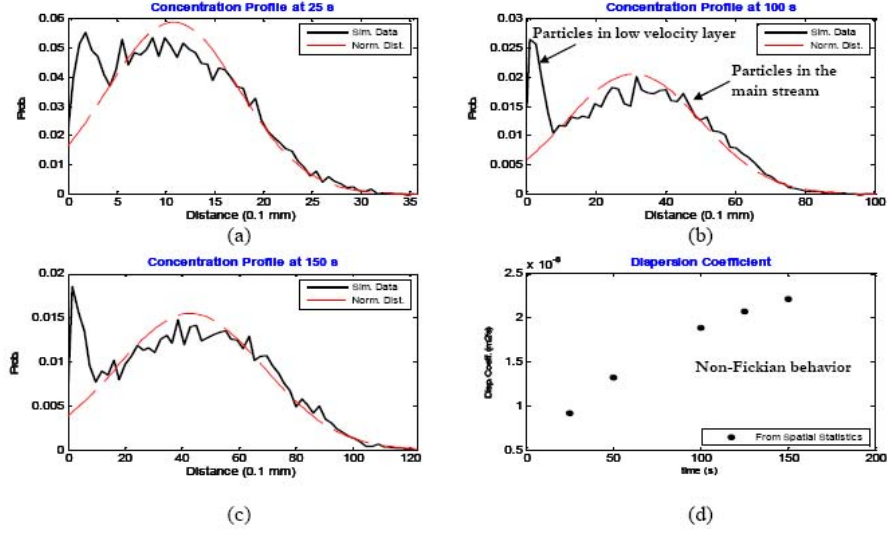 Concentration Profile at 25 s
0.06
0.05
0.04
0.03
0.02
0.01
0
Prob.
Sim. Data
Norm. Dist.
0 5 10 15 20 25 30 35
Distance (0.1 mm)
(a)
Concentration Profile at 100 s
0.03
0.025
0.02
0.015
0.01
0.005
0
Prob.
Particles in low velocity layer
Sim. Data
Norm. Dist.
Particles in the
main stream
0 20 40 60 80 100
Distance (0.1 mm)
(b)
Concentration Profile at 150 s
0.02
0.015
0.01
0.005
0
Prob.
Sim. Data
Norm. Dist.
0 20 40 60 80 100 120
Distance (0.1 mm)
(c)
Dispersion Coefficient
x 10
2.5
2
1.5
1
0.5
Disp. Coeff. (m2/s)
Non-Fickian behavior
From Spatial Statistics
0 50 100 150 200
time (s)
(d)